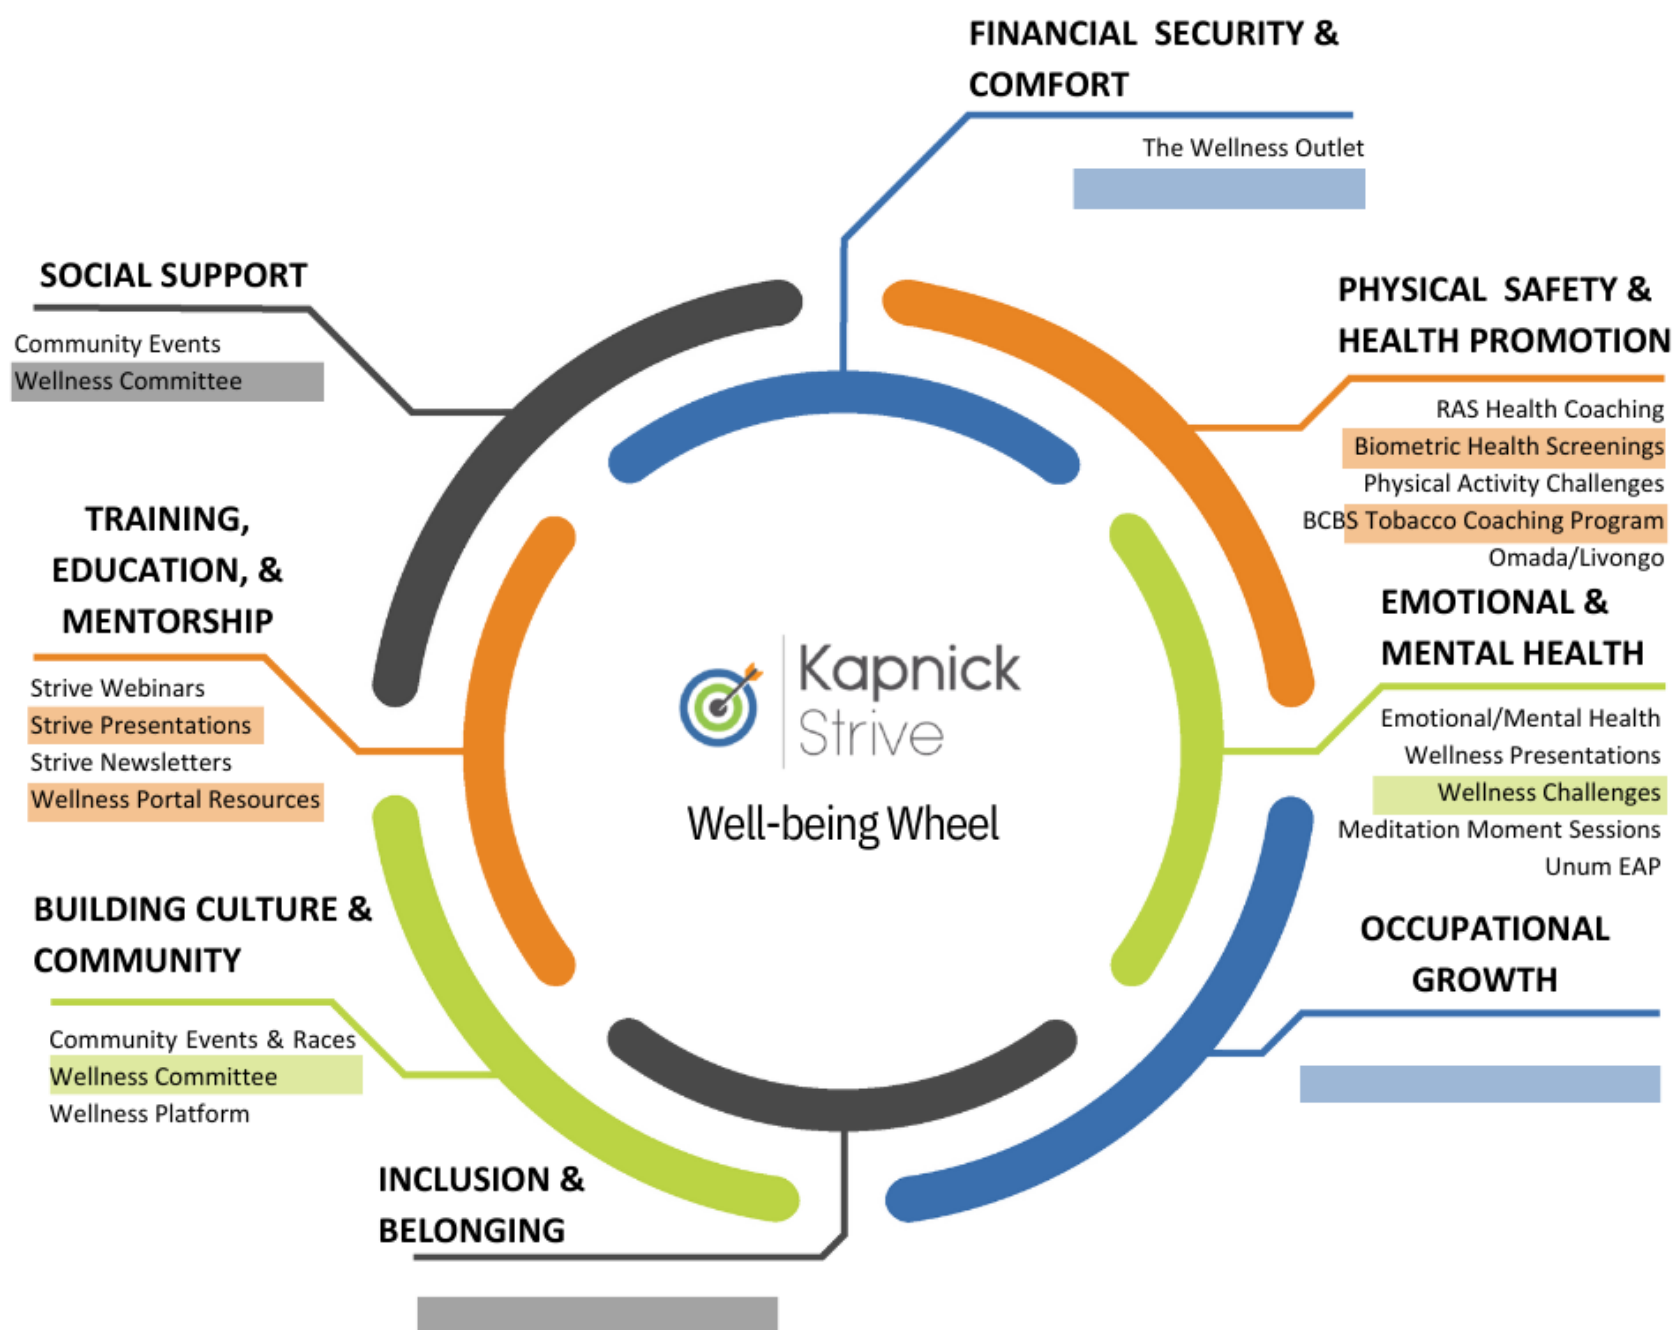 FINANCIAL SECURITY &
COMFORT
The Wellness Outlet
SOCIAL SUPPORT
Community Events
Wellness Committee
PHYSICAL SAFETY &
HEALTH PROMOTION
RAS Health Coaching
Biometric Health Screenings
Physical Activity Challenges
BCBS Tobacco Coaching Program
Omada/Livongo
TRAINING,
EDUCATION, &
MENTORSHIP
Strive Webinars
Strive Presentations
Strive Newsletters
Wellness Portal Resources
Kapnick
Strive
Well-being Wheel
EMOTIONAL &
MENTAL HEALTH
Emotional/Mental Health
Wellness Presentations
Wellness Challenges
Meditation Moment Sessions
Unum EAP
BUILDING CULTURE &
COMMUNITY
Community Events & Races
Wellness Committee
Wellness Platform
OCCUPATIONAL
GROWTH
INCLUSION &
BELONGING